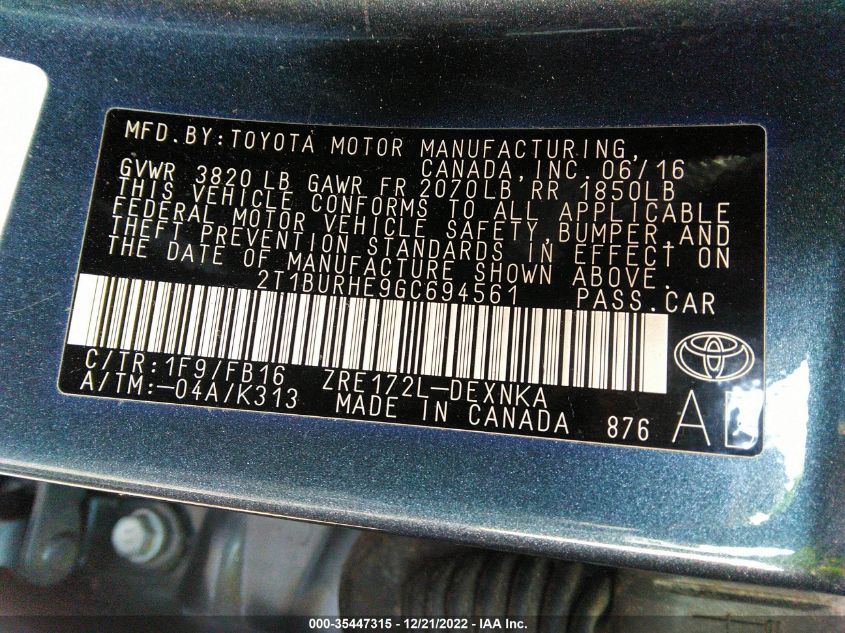 MFD.BY:TOYOTA MOTOR MANUFACTURING,
CANADA,INC. 06/16
GVWR 3820 LB GAWR FR 2070LB RR 1850LB
THIS VEHICLE CONFORMS TO ALL APPLICABLE
FEDERAL MOTOR VEHICLE SAFETY,BUMPER,AND
THEFT PREVENTION STANDARDS IN EFFECT ON
THE DATE OF MANUFACTURE SHOWN ABOVE.
2T1BURHE9GC694561 PASS.CAR
C/TR:1F9/FB16 ZRE172L-DEXNKA
A/TM:-04A/K313 MADE IN CANADA 876
000-35447315 - 12/21/2022 - IAA Inc.